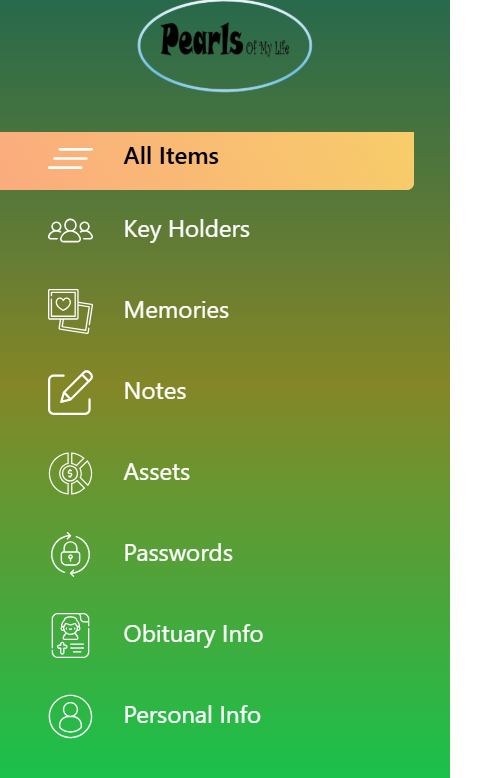 Pearls Of My Life
All Items
Key Holders
Memories
Notes
Assets
Passwords
Obituary Info
Personal Info